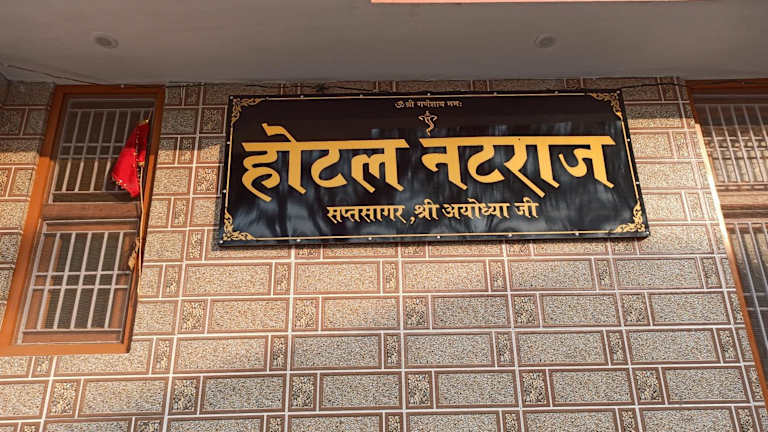 ॐ श्री गणेशाय नमः
होटल नटराज
सप्तसागर, श्री अयोध्या जी